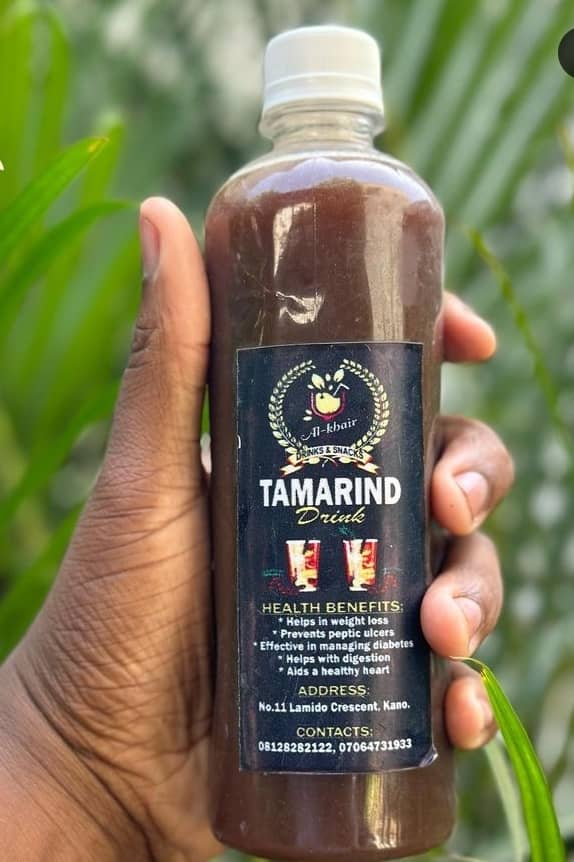 Al-khair
DRINKS & SNACKS
TAMARIND
Drink
HEALTH BENEFITS:
* Helps in weight loss
* Prevents peptic ulcers
* Effective in managing diabetes
* Helps with digestion
* Aids a healthy heart
ADDRESS:
No.11 Lamido Crescent, Kano.
CONTACTS:
08128282122, 07064731933